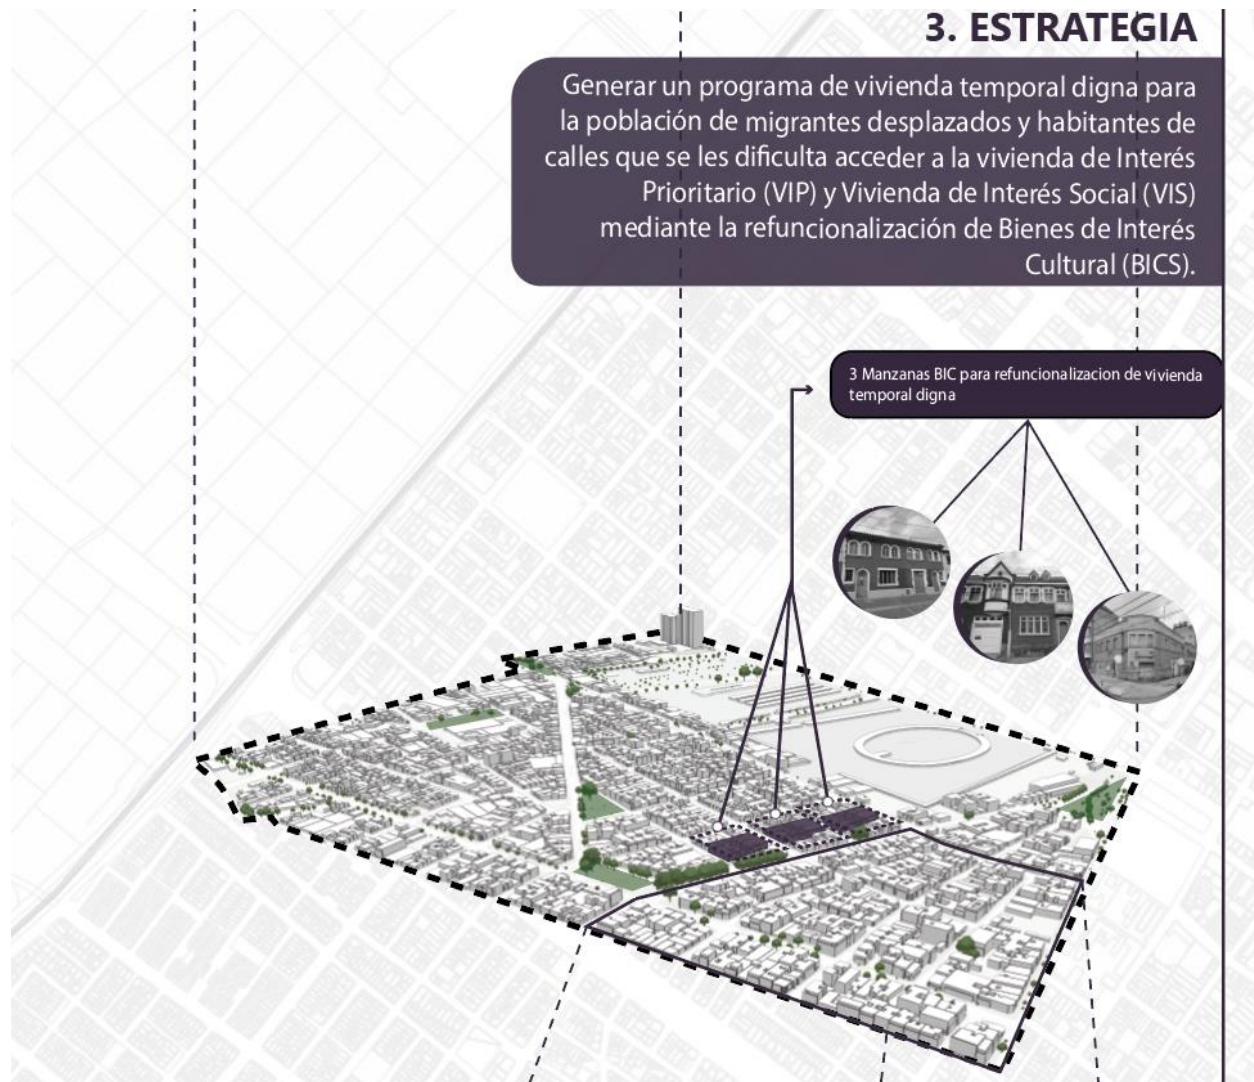 3. ESTRATEGIA
Generar un programa de vivienda temporal digna para
la población de migrantes desplazados y habitantes de
calles que se les dificulta acceder a la vivienda de Interés
Prioritario (VIP) y Vivienda de Interés Social (VIS)
mediante la refuncionalización de Bienes de Interés
Cultural (BICS).
3 Manzanas BIC para refuncionalizacion de vivienda
temporal digna